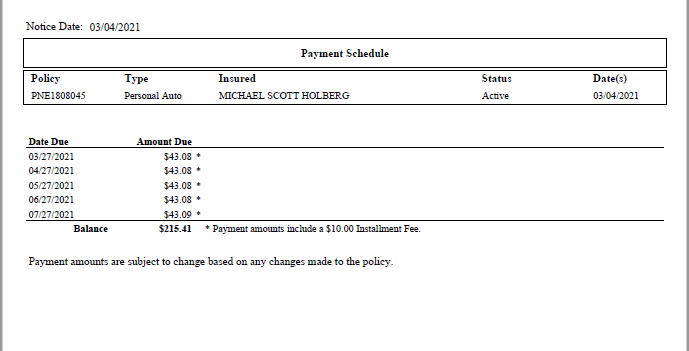 Notice Date: 03/04/2021
Payment Schedule
Policy Type Insured Status Date(s)
PNE1808045 Personal Auto MICHAEL SCOTT HOLBERG Active 03/04/2021
Date Due Amount Due
03/27/2021 $43.08 *
04/27/2021 $43.08 *
05/27/2021 $43.08 *
06/27/2021 $43.08 *
07/27/2021 $43.09 *
Balance $215.41 * Payment amounts include a $10.00 Installment Fee.
Payment amounts are subject to change based on any changes made to the policy.